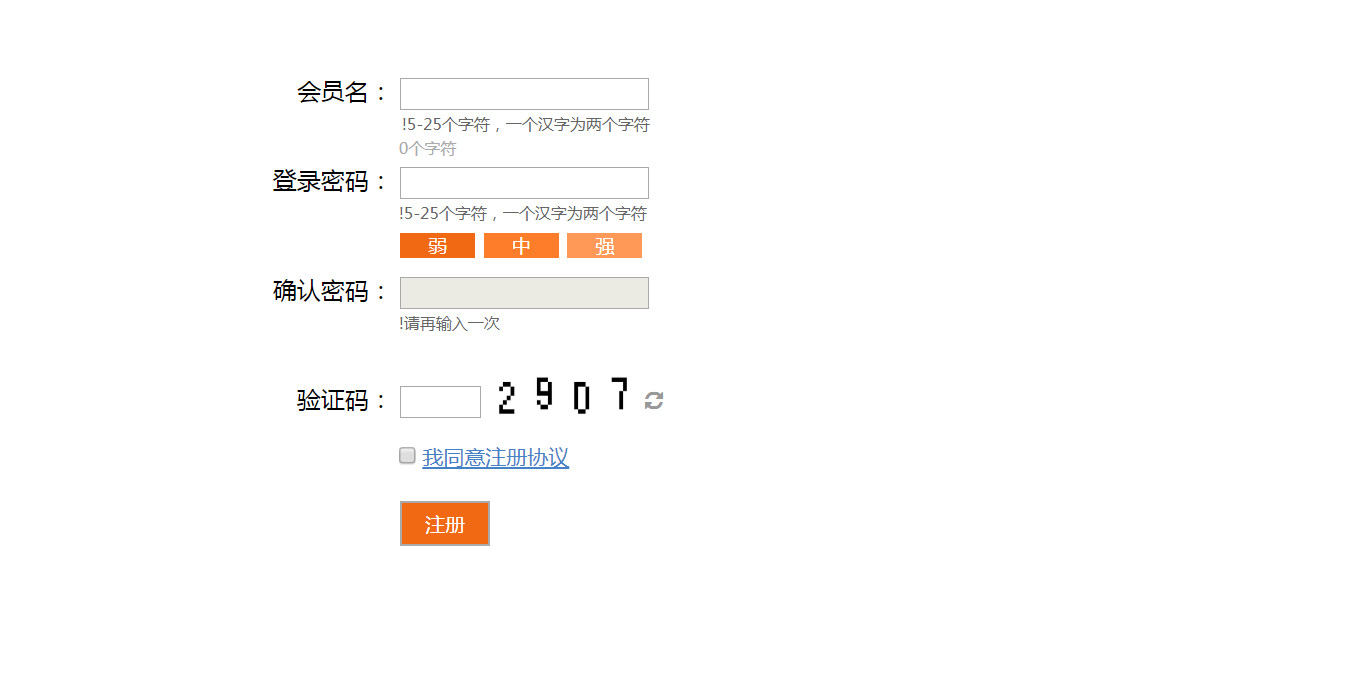 会员名：
!5-25个字符，一个汉字为两个字符
0个字符
登录密码：
!5-25个字符，一个汉字为两个字符
弱 中 强
确认密码：
!请再输入一次
验证码： 2907
我同意注册协议
注册